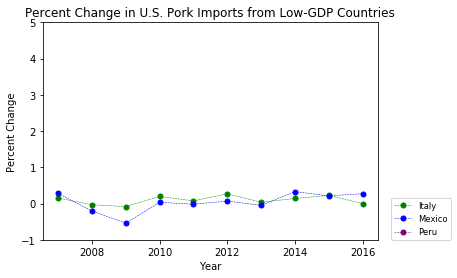 Percent Change in U.S. Pork Imports from Low-GDP Countries
5
4
3
2
1
0
−1
Percent Change
2008 2010 2012 2014 2016
Year
Italy
Mexico
Peru